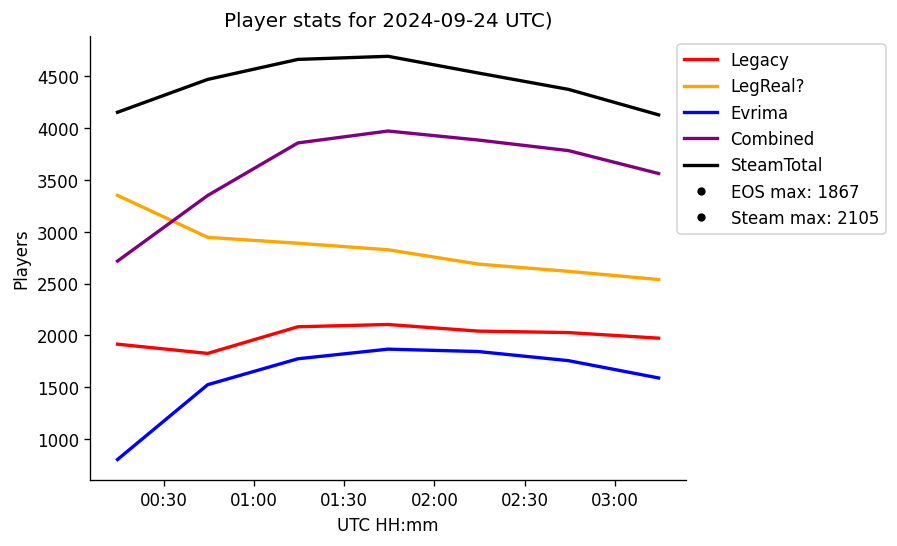 Player stats for 2024-09-24 UTC)
Legacy
LegReal?
Evrima
Combined
SteamTotal
EOS max: 1867
Steam max: 2105
Players
4500
4000
3500
3000
2500
2000
1500
1000
00:30 01:00 01:30 02:00 02:30 03:00
UTC HH:mm